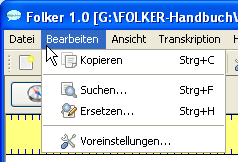 Folker 1.0 [G:\FOLKER-Handbuch\
Datei Bearbeiten Ansicht Transkription H
Kopieren Strg+C
Suchen... Strg+F
Ersetzen... Strg+H
Voreinstellungen...